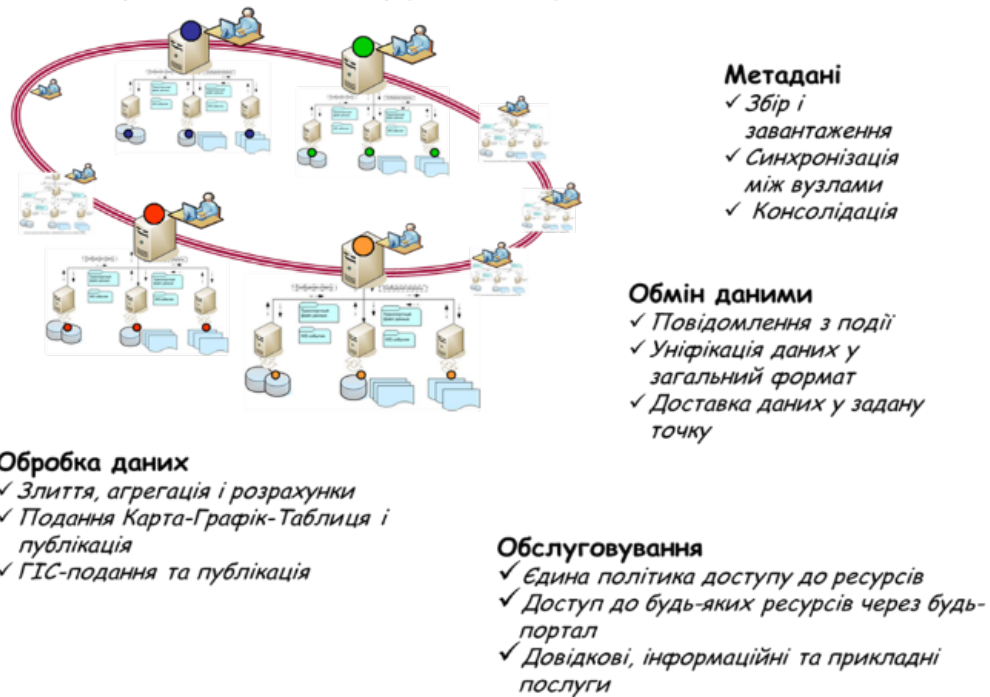 Метадані
✓ Збір і
завантаження
✓ Синхронізація
між вузлами
✓ Консолідація
Обмін даними
✓ Повідомлення з події
✓ Уніфікація даних у
загальний формат
✓ Доставка даних у задану
точку
Обробка даних
✓ Злиття, агрегація і розрахунки
✓ Подання Карта-Графік-Таблиця і
публікація
✓ ГІС-подання та публікація
Обслуговування
✓ Єдина політика доступу до ресурсів
✓ Доступ до будь-яких ресурсів через будь-
портал
✓ Довідкові, інформаційні та прикладні
послуги